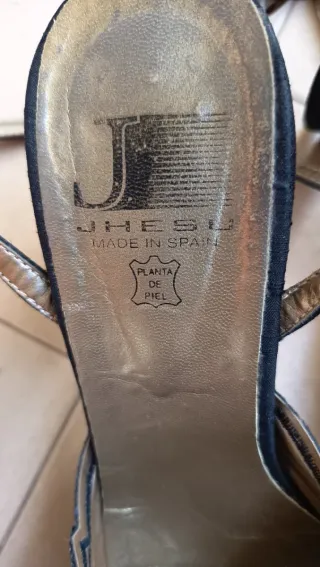 J
JHESU
MADE IN SPAIN
PLANTA
DE
PIEL